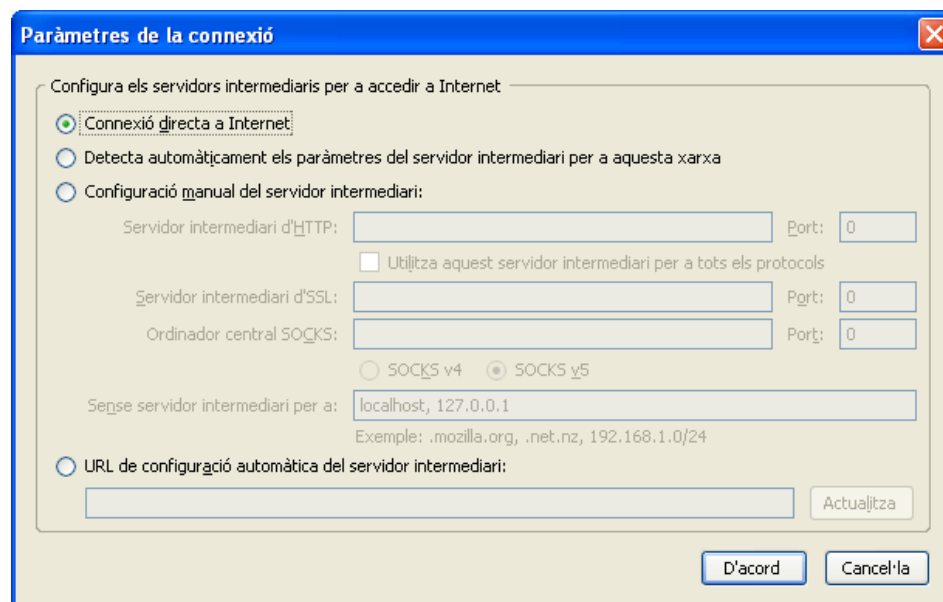 Paràmetres de la connexió
Configura els servidors intermediaris per a accedir a Internet
Connexió directa a Internet
Detecta automàticament els paràmetres del servidor intermediari per a aquesta xarxa
Configuració manual del servidor intermediari:
Servidor intermediari d'HTTP: Port: 0
Utilitza aquest servidor intermediari per a tots els protocols
Servidor intermediari d'SSL: Port: 0
Ordinador central SOCKS: Port: 0
SOCKS v4 SOCKS v5
Sense servidor intermediari per a: localhost, 127.0.0.1
Exemple: .mozilla.org, .net.nz, 192.168.1.0/24
URL de configuració automàtica del servidor intermediari:
Actualitza
D'acord Cancel·la